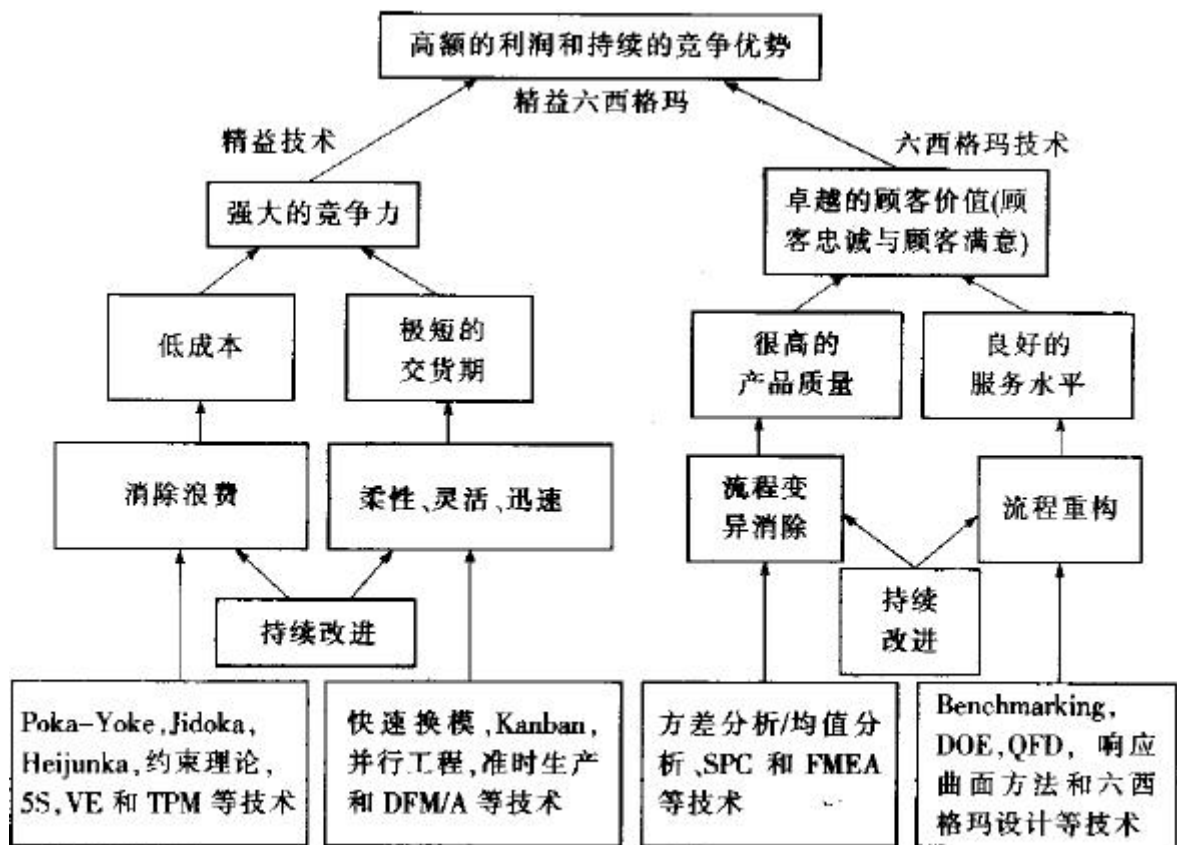 高额的利润和持续的竞争优势
精益六西格玛
精益技术
六西格玛技术
强大的竞争力
卓越的顾客价值(顾
客忠诚与顾客满意)
低成本
极短的
交货期
很高的
产品质量
良好的
服务水平
消除浪费
柔性、灵活、迅速
流程变
异消除
流程重构
持续改进
持续
改进
Poka-Yoke,Jidoka,
Heijunka,约束理论,
5S,VE 和 TPM 等技术
快速换模,Kanban,
并行工程,准时生产
和 DFM/A 等技术
方差分析/均值分
析、SPC 和 FMEA
等技术
Benchmarking,
DOE,QFD, 响应
曲面方法和六西
格玛设计等技术